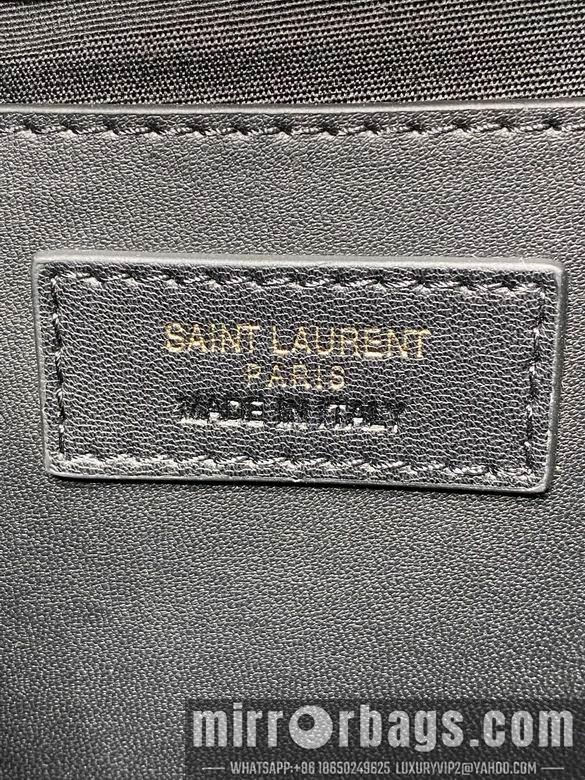 SAINT LAURENT
PARIS
MADE IN ITALY
mirrorbags.com
WHATSAPP:+86 18650249625 LUXURYVIP2@YAHOO.COM